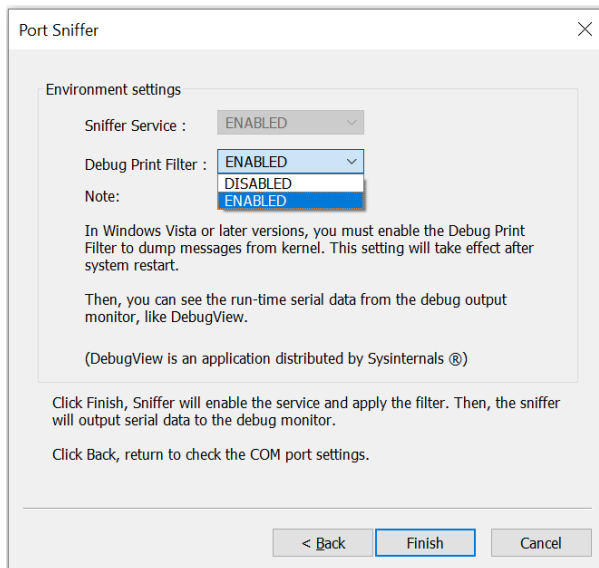 Port Sniffer
Environment settings
Sniffer Service : ENABLED
Debug Print Filter : ENABLED
DISABLED
Note: ENABLED
In Windows Vista or later versions, you must enable the Debug Print
Filter to dump messages from kernel. This setting will take effect after
system restart.
Then, you can see the run-time serial data from the debug output
monitor, like DebugView.
(DebugView is an application distributed by Sysinternals ®)
Click Finish, Sniffer will enable the service and apply the filter. Then, the sniffer
will output serial data to the debug monitor.
Click Back, return to check the COM port settings.
< Back Finish Cancel